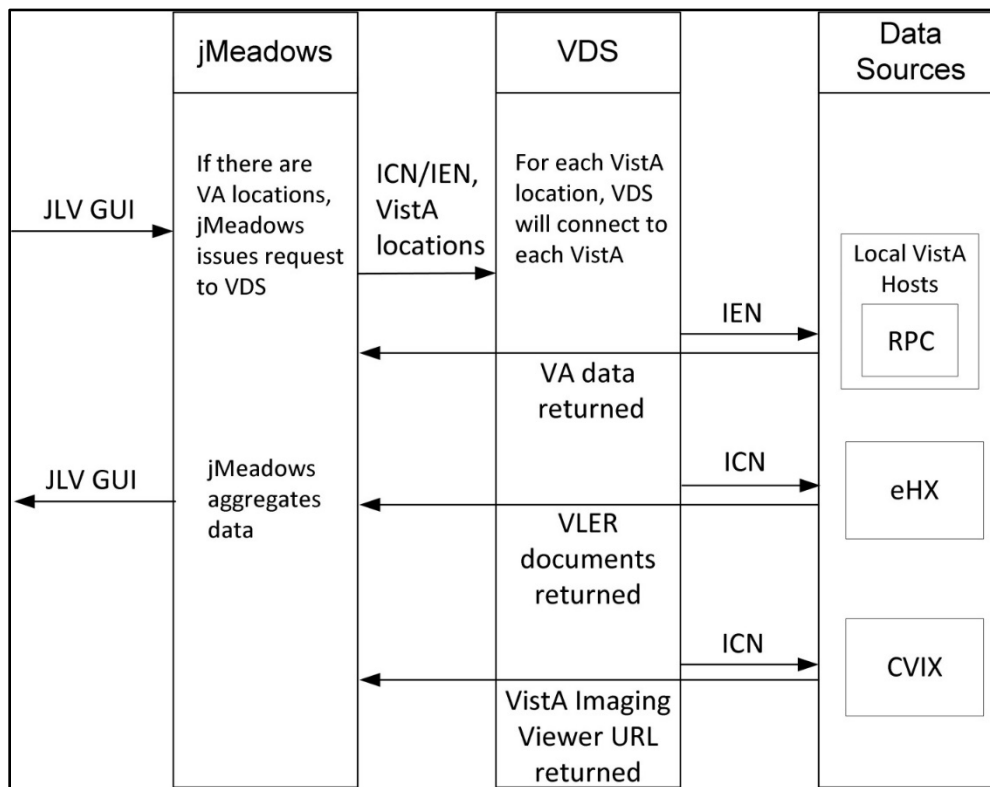 jMeadows
VDS
Data
Sources
JLV GUI
If there are
VA locations,
jMeadows
issues request
to VDS
ICN/IEN,
VistA
locations
For each VistA
location, VDS
will connect to
each VistA
Local VistA
Hosts
RPC
IEN
VA data
returned
JLV GUI
jMeadows
aggregates
data
ICN
eHX
VLER
documents
returned
ICN
CVIX
VistA Imaging
Viewer URL
returned